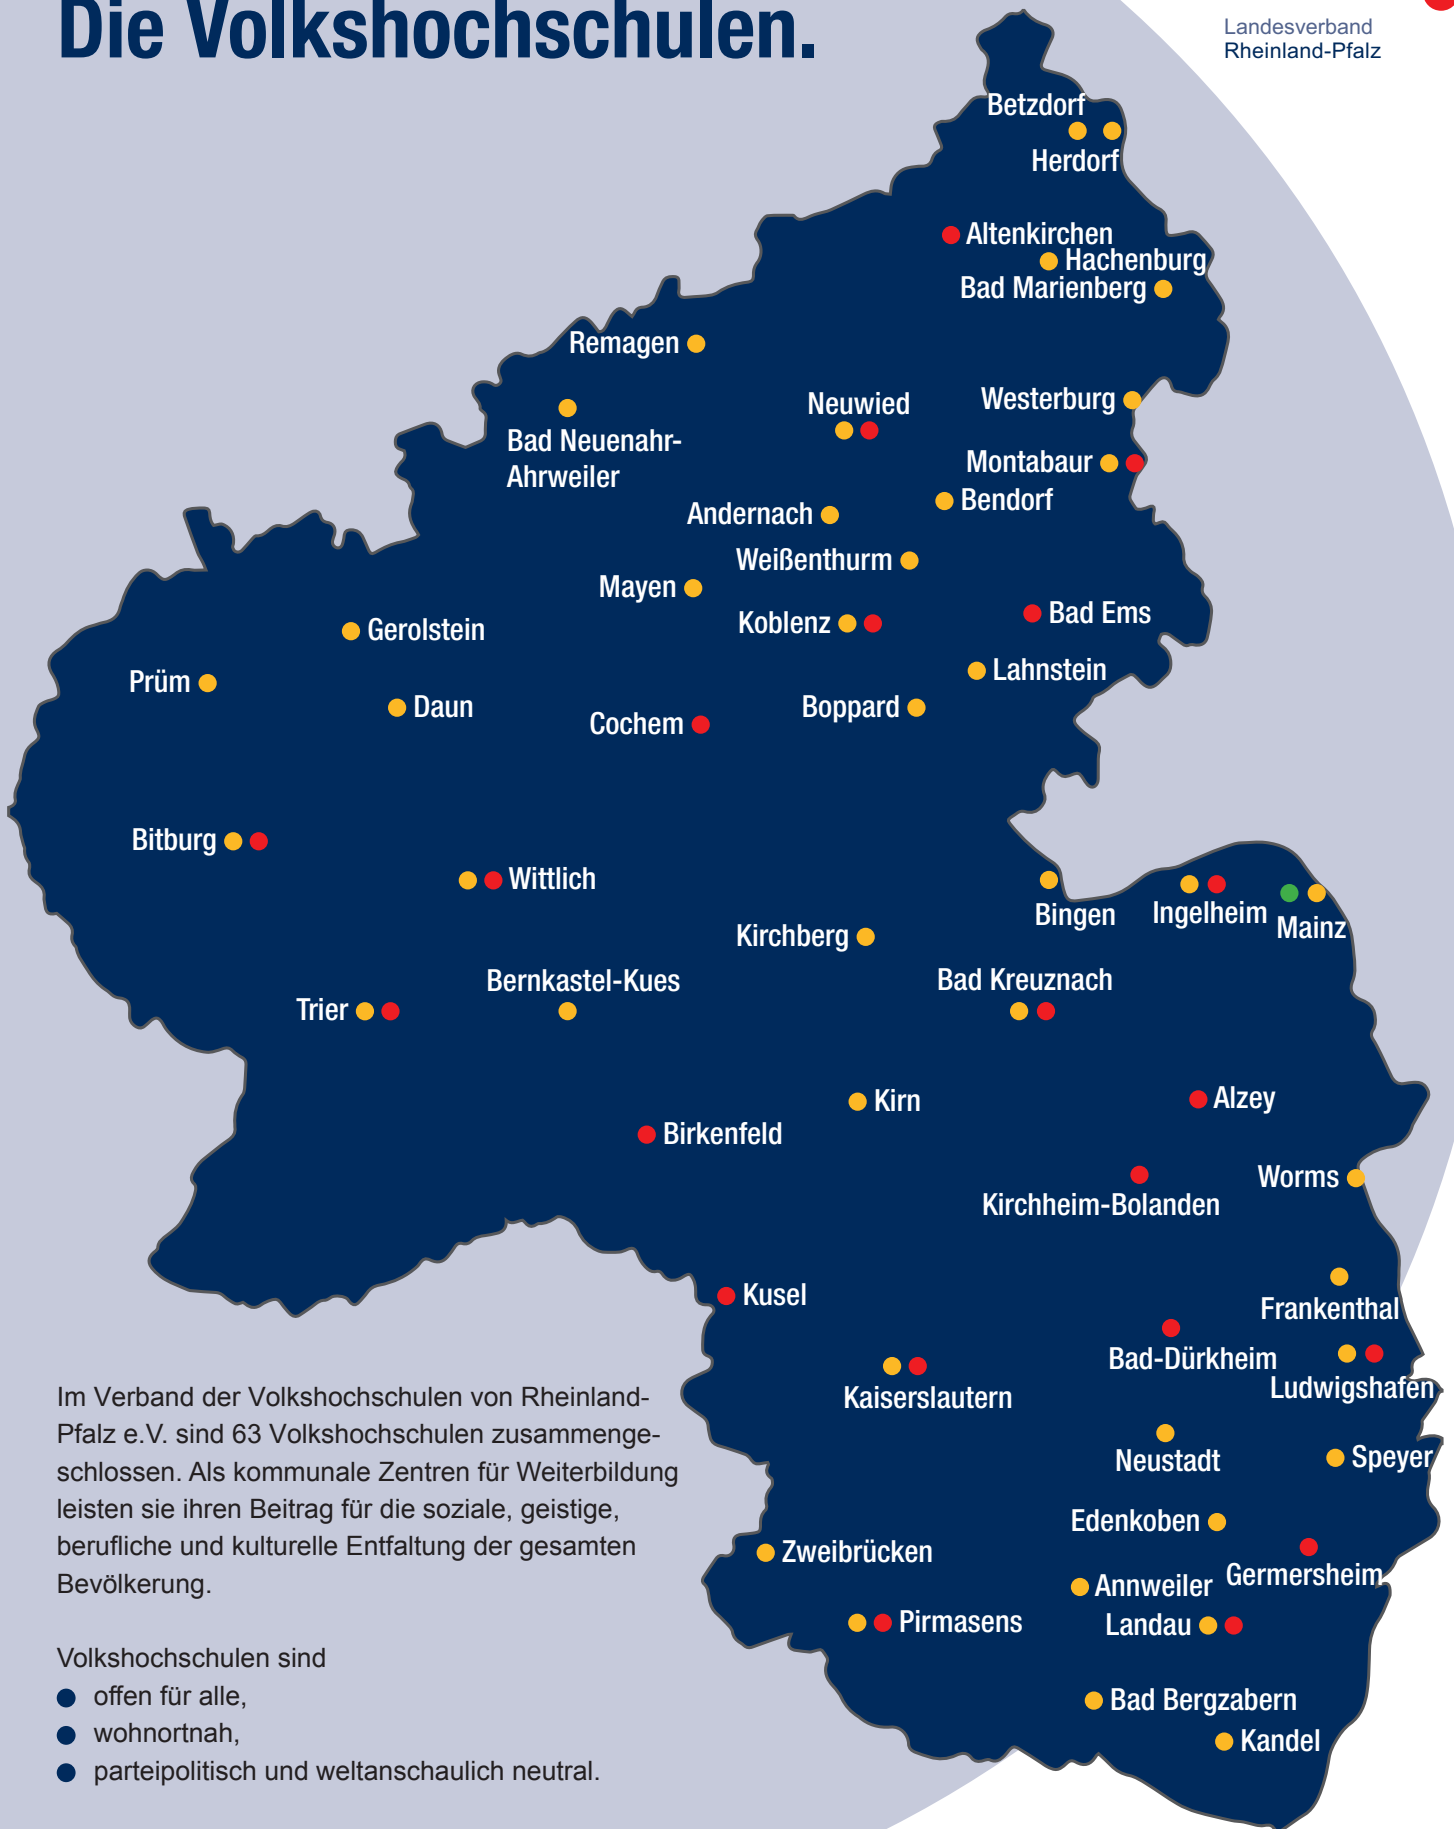 Die Volkshochschulen.
Landesverband
Rheinland-Pfalz
Betzdorf
Herdorf
Altenkirchen
Hachenburg
Bad Marienberg
Remagen
Neuwied
Westerburg
Bad Neuenahr-
Ahrweiler
Montabaur
Bendorf
Andernach
Weißenthurm
Mayen
Bad Ems
Koblenz
Gerolstein
Lahnstein
Prüm
Daun
Boppard
Cochem
Bitburg
Wittlich
Bingen
Ingelheim
Mainz
Kirchberg
Bernkastel-Kues
Bad Kreuznach
Trier
Kirn
Alzey
Birkenfeld
Worms
Kirchheim-Bolanden
Kusel
Frankenthal
Bad-Dürkheim
Ludwigshafen
Kaiserslautern
Neustadt
Speyer
Edenkoben
Zweibrücken
Germersheim
Annweiler
Pirmasens
Landau
Bad Bergzabern
Kandel
Im Verband der Volkshochschulen von Rheinland-
Pfalz e.V. sind 63 Volkshochschulen zusammenge-
schlossen. Als kommunale Zentren für Weiterbildung
leisten sie ihren Beitrag für die soziale, geistige,
berufliche und kulturelle Entfaltung der gesamten
Bevölkerung.
Volkshochschulen sind
offen für alle,
wohnortnah,
parteipolitisch und weltanschaulich neutral.